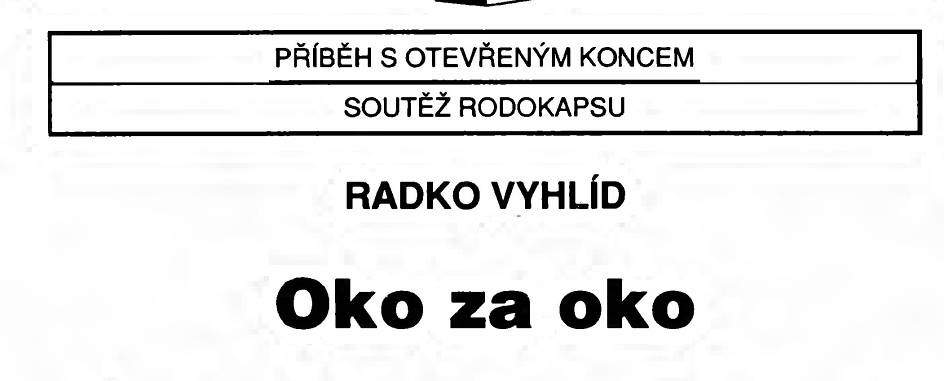 PŘÍBĚH S OTEVŘENÝM KONCEM
SOUTĚŽ RODOKAPSU
RADKO VYHLÍD
Oko za oko